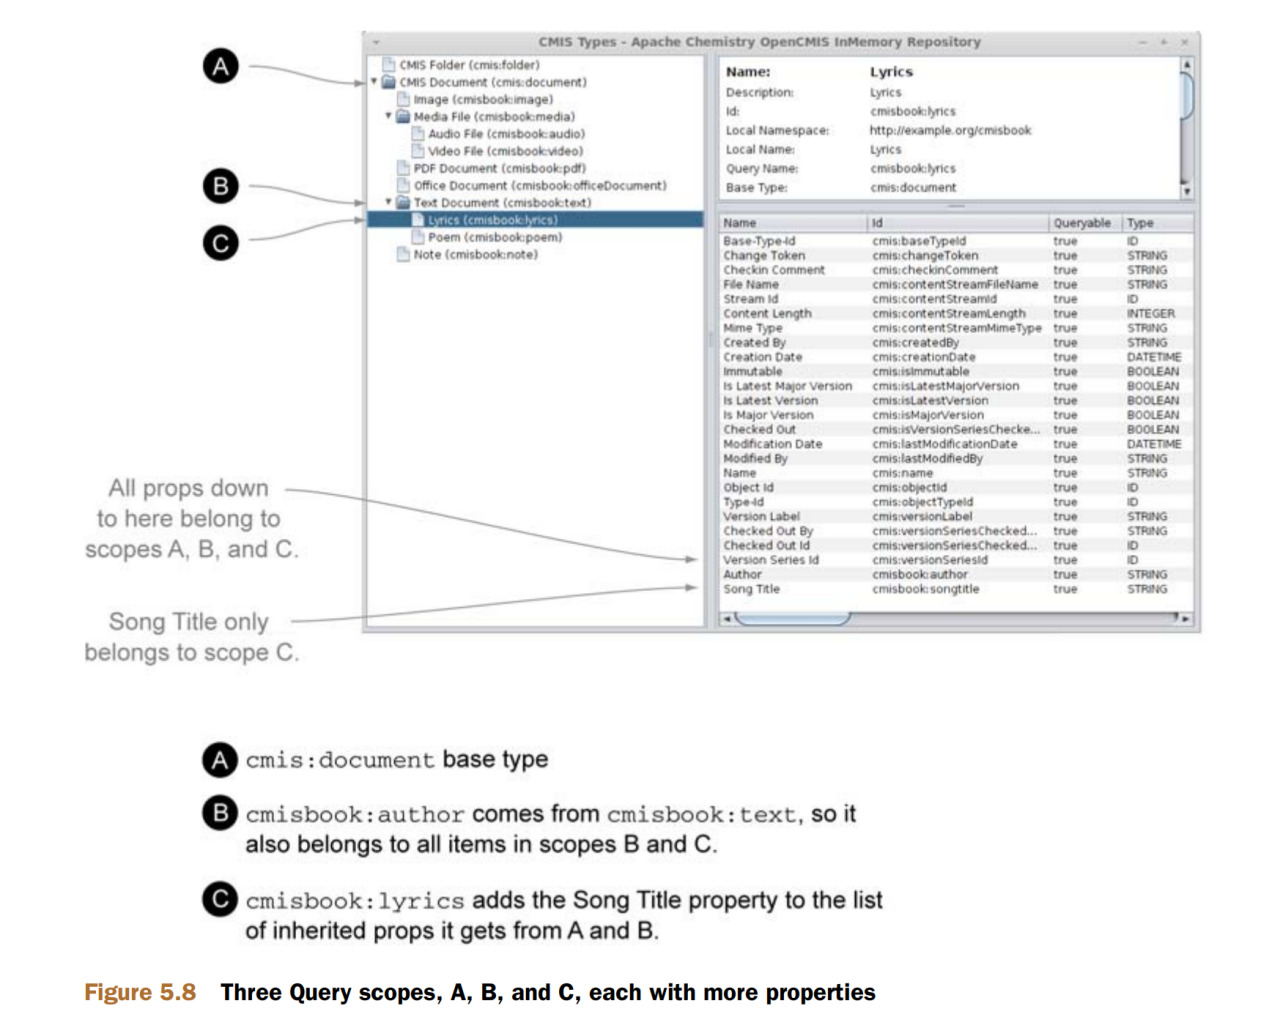 CMIS Types - Apache Chemistry OpenCMIS InMemory Repository
A
B
C
CMIS Folder (cmis:folder)
CMIS Document (cmis:document)
Image (cmisbook:image)
Media File (cmisbook:media)
Audio File (cmisbook:audio)
Video File (cmisbook:video)
PDF Document (cmisbook:pdf)
Office Document (cmisbook:officeDocument)
Text Document (cmisbook:text)
Lyrics (cmisbook:lyrics)
Poem (cmisbook:poem)
Note (cmisbook:note)
Name: Lyrics
Description: Lyrics
Id: cmisbook:lyrics
Local Namespace: http://example.org/cmisbook
Local Name: Lyrics
Query Name: cmisbook:lyrics
Base Type: cmis:document
Name Id Queryable Type
Base-Type-Id cmis:baseTypeId true ID
Change Token cmis:changeToken true STRING
Checkin Comment cmis:checkinComment true STRING
File Name cmis:contentStreamFileName true STRING
Stream Id cmis:contentStreamId true ID
Content Length cmis:contentStreamLength true INTEGER
Mime Type cmis:contentStreamMimeType true STRING
Created By cmis:createdBy true STRING
Creation Date cmis:creationDate true DATETIME
Immutable cmis:isImmutable true BOOLEAN
Is Latest Major Version cmis:isLatestMajorVersion true BOOLEAN
Is Latest Version cmis:isLatestVersion true BOOLEAN
Is Major Version cmis:isMajorVersion true BOOLEAN
Checked Out cmis:isVersionSeriesChecke... true BOOLEAN
Modification Date cmis:lastModificationDate true DATETIME
Modified By cmis:lastModifiedBy true STRING
Name cmis:name true STRING
Object Id cmis:objectId true ID
Type-Id cmis:objectTypeId true ID
Version Label cmis:versionLabel true STRING
Checked Out By cmis:versionSeriesChecked... true STRING
Checked Out Id cmis:versionSeriesChecked... true ID
Version Series Id cmis:versionSeriesId true ID
Author cmisbook:author true STRING
Song Title cmisbook:songtitle true STRING
All props down
to here belong to
scopes A, B, and C.
Song Title only
belongs to scope C.
A cmis:document base type
B cmisbook:author comes from cmisbook:text, so it
also belongs to all items in scopes B and C.
C cmisbook:lyrics adds the Song Title property to the list
of inherited props it gets from A and B.
Figure 5.8 Three Query scopes, A, B, and C, each with more properties